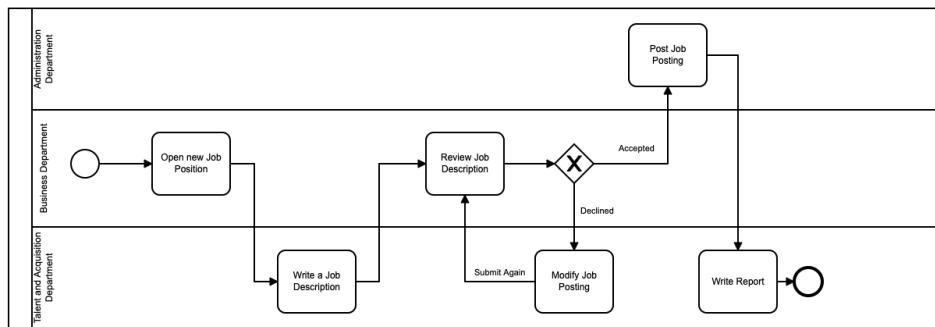 Administration
Department
Post Job
Posting
Business Department
Open new Job
Position
Review Job
Description
X
Accepted
Declined
Talent and Acquisition
Department
Write a Job
Description
Submit Again
Modify Job
Posting
Write Report